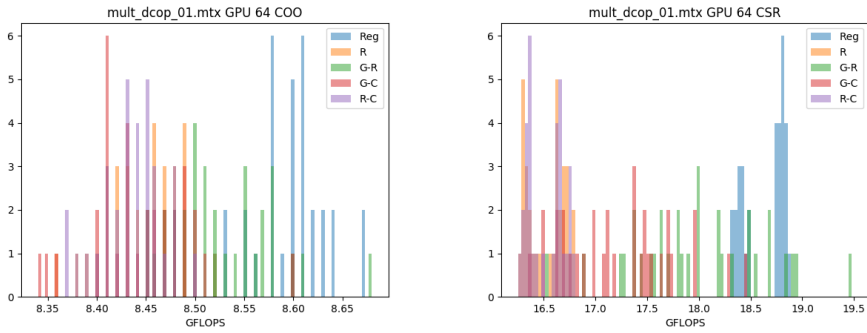 mult_dcop_01.mtx GPU 64 COO
6
5
4
3
2
1
0
8.35
8.40
8.45
8.50
8.55
8.60
8.65
GFLOPS
Reg
R
G-R
G-C
R-C
mult_dcop_01.mtx GPU 64 CSR
6
5
4
3
2
1
0
16.5
17.0
17.5
18.0
18.5
19.0
19.5
GFLOPS
Reg
R
G-R
G-C
R-C